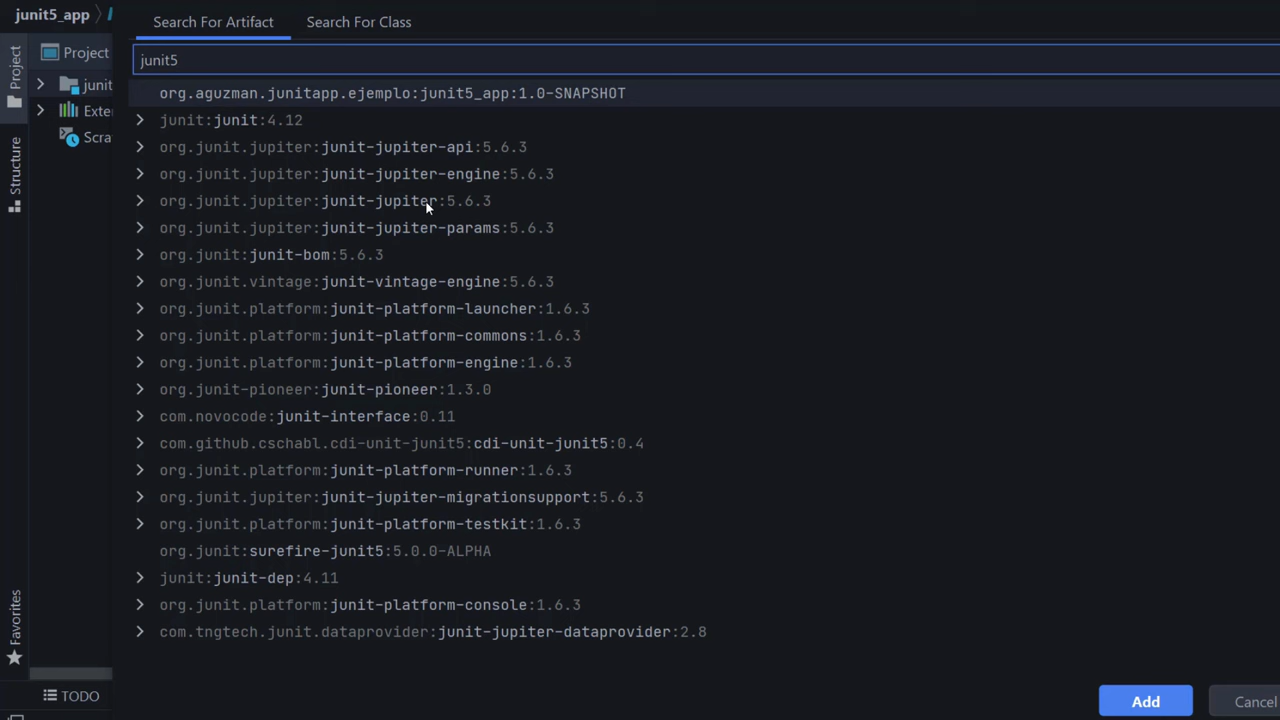 junit5_app
Search For Artifact
Search For Class
Project
Project
junit
Exte
Scra
Structure
Favorites
junit5
org.aguzman.junitapp.ejemplo:junit5_app:1.0-SNAPSHOT
junit:junit:4.12
org.junit.jupiter:junit-jupiter-api:5.6.3
org.junit.jupiter:junit-jupiter-engine:5.6.3
org.junit.jupiter:junit-jupiter:5.6.3
org.junit.jupiter:junit-jupiter-params:5.6.3
org.junit:junit-bom:5.6.3
org.junit.vintage:junit-vintage-engine:5.6.3
org.junit.platform:junit-platform-launcher:1.6.3
org.junit.platform:junit-platform-commons:1.6.3
org.junit.platform:junit-platform-engine:1.6.3
org.junit-pioneer:junit-pioneer:1.3.0
com.novocode:junit-interface:0.11
com.github.cschabl.cdi-unit-junit5:cdi-unit-junit5:0.4
org.junit.platform:junit-platform-runner:1.6.3
org.junit.jupiter:junit-jupiter-migrationsupport:5.6.3
org.junit.platform:junit-platform-testkit:1.6.3
org.junit:surefire-junit5:5.0.0-ALPHA
junit:junit-dep:4.11
org.junit.platform:junit-platform-console:1.6.3
com.tngtech.junit.dataprovider:junit-jupiter-dataprovider:2.8
TODO
Add
Cancel